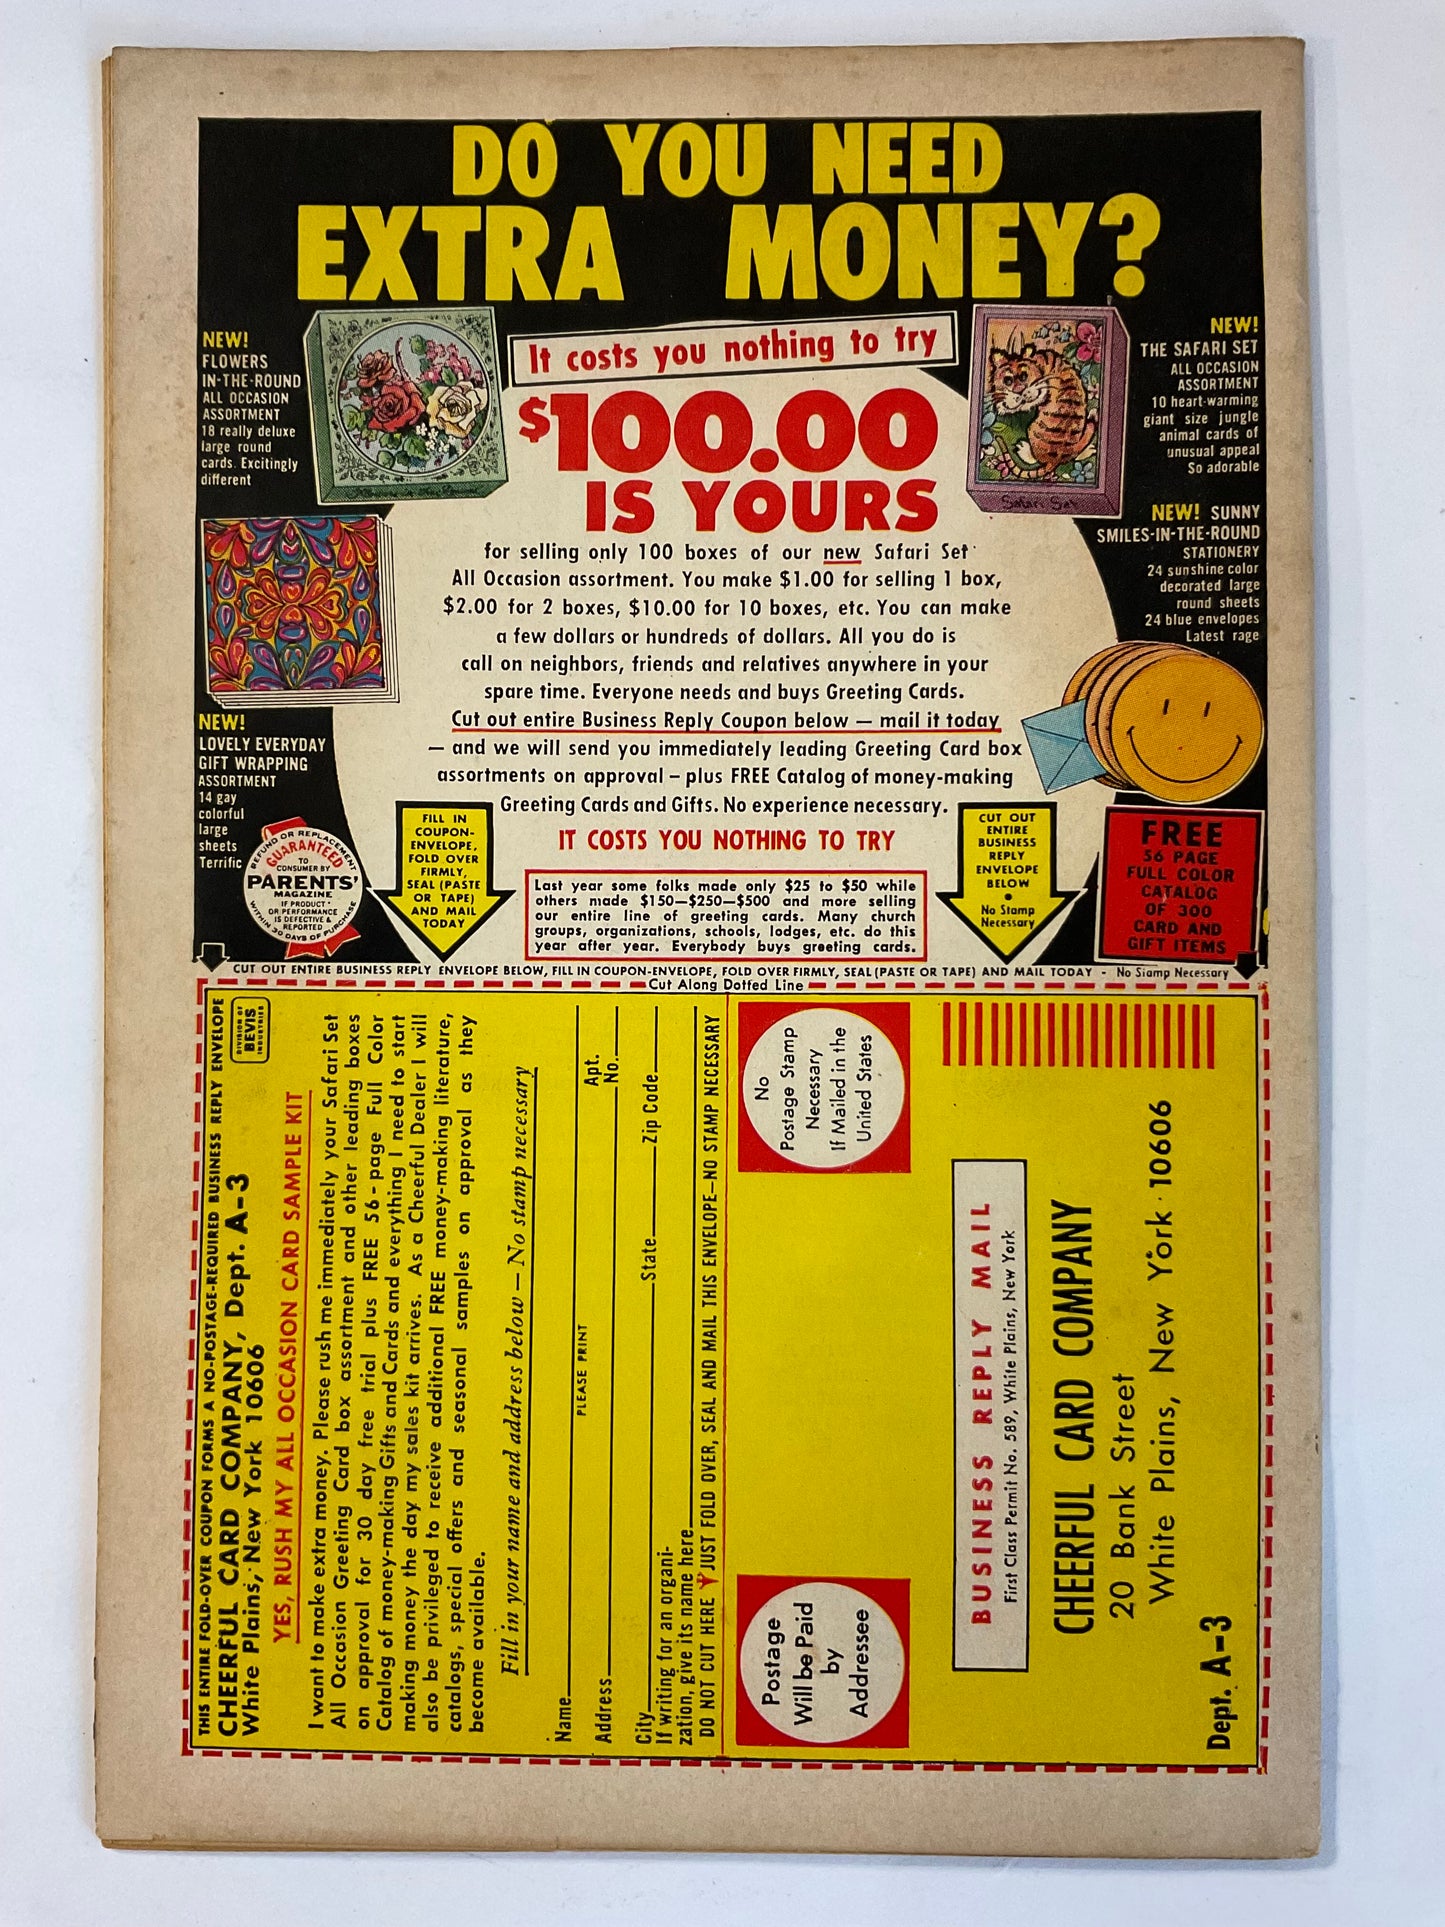 DO YOU NEED
EXTRA MONEY?
It costs you nothing to try
$100.00
IS YOURS
for selling only 100 boxes of our new Safari Set
All Occasion assortment. You make $1.00 for selling 1 box,
$2.00 for 2 boxes, $10.00 for 10 boxes, etc. You can make
a few dollars or hundreds of dollars. All you do is
call on neighbors, friends and relatives anywhere in your
spare time. Everyone needs and buys Greeting Cards.
Cut out entire Business Reply Coupon below — mail it today
— and we will send you immediately leading Greeting Card box
assortments on approval – plus FREE Catalog of money-making
Greeting Cards and Gifts. No experience necessary.
IT COSTS YOU NOTHING TO TRY
Last year some folks made only $25 to $50 while
others made $150—$250—$500 and more selling
our entire line of greeting cards. Many church
groups, organizations, schools, lodges, etc. do this
year after year. Everybody buys greeting cards.
NEW!
FLOWERS
IN-THE-ROUND
ALL OCCASION
ASSORTMENT
18 really deluxe
large round
cards. Excitingly
different
NEW!
LOVELY EVERYDAY
GIFT WRAPPING
ASSORTMENT
14 gay
colorful
large
sheets
Terrific
REFUND OR REPLACEMENT
GUARANTEED
TO
CONSUMER BY
PARENTS'
MAGAZINE
IF PRODUCT
OR PERFORMANCE
IS DEFECTIVE &
REPORTED
WITHIN 30 DAYS OF PURCHASE
FILL IN
COUPON-
ENVELOPE,
FOLD OVER
FIRMLY,
SEAL (PASTE
OR TAPE)
AND MAIL
TODAY
NEW!
THE SAFARI SET
ALL OCCASION
ASSORTMENT
10 heart-warming
giant size jungle
animal cards of
unusual appeal
So adorable
Safari Set
NEW! SUNNY
SMILES-IN-THE-ROUND
STATIONERY
24 sunshine color
decorated large
round sheets
24 blue envelopes
Latest rage
CUT OUT
ENTIRE
BUSINESS
REPLY
ENVELOPE
BELOW
•
No Stamp
Necessary
FREE
56 PAGE
FULL COLOR
CATALOG
OF 300
CARD AND
GIFT ITEMS
CUT OUT ENTIRE BUSINESS REPLY ENVELOPE BELOW, FILL IN COUPON-ENVELOPE, FOLD OVER FIRMLY, SEAL (PASTE OR TAPE) AND MAIL TODAY - No Stamp Necessary
Cut Along Dotted Line
THIS ENTIRE FOLD-OVER COUPON FORMS A NO-POSTAGE-REQUIRED BUSINESS REPLY ENVELOPE
CHEERFUL CARD COMPANY, Dept. A-3
White Plains, New York 10606
DIVISION OF
BEVIS
INDUSTRIES
YES, RUSH MY ALL OCCASION CARD SAMPLE KIT
I want to make extra money. Please rush me immediately your Safari Set
All Occasion Greeting Card box assortment and other leading boxes
on approval for 30 day free trial plus FREE 56-page Full Color
Catalog of money-making Gifts and Cards and everything I need to start
making money the day my sales kit arrives. As a Cheerful Dealer I will
also be privileged to receive additional FREE money-making literature,
catalogs, special offers and seasonal samples on approval as they
become available.
Fill in your name and address below — No stamp necessary
Name
PLEASE PRINT
Address Apt. No.
City State Zip Code
If writing for an organi-
zation, give its name here
DO NOT CUT HERE JUST FOLD OVER, SEAL AND MAIL THIS ENVELOPE—NO STAMP NECESSARY
Postage
Will be Paid
by
Addressee
No
Postage Stamp
Necessary
If Mailed in the
United States
BUSINESS REPLY MAIL
First Class Permit No. 589, White Plains, New York
CHEERFUL CARD COMPANY
20 Bank Street
White Plains, New York 10606
Dept. A-3